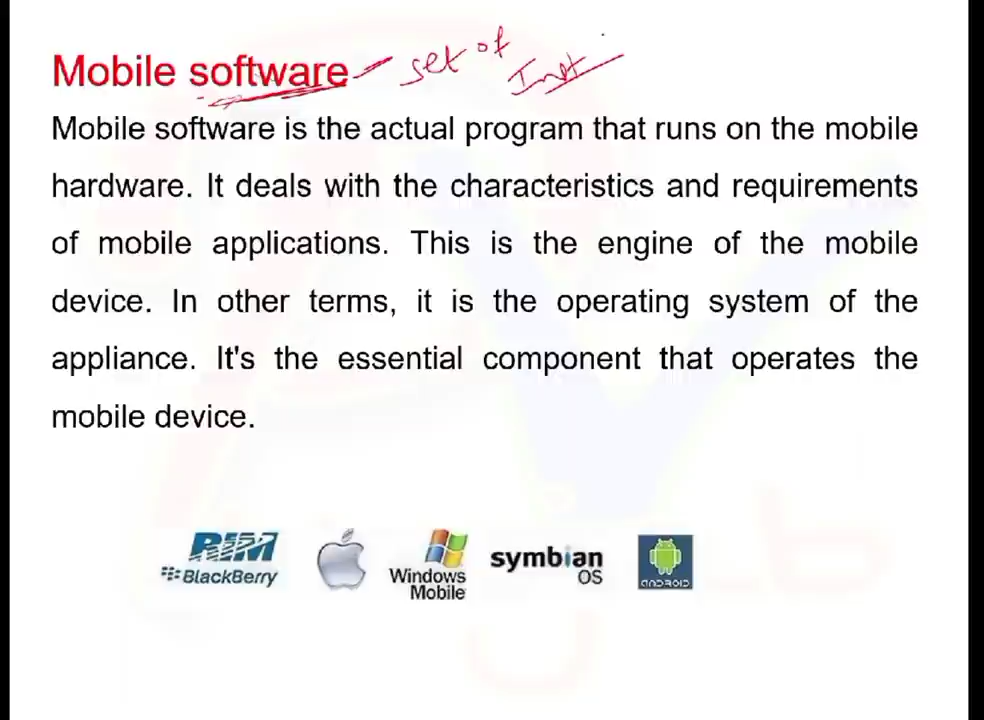 Mobile software - set of Inst
Mobile software is the actual program that runs on the mobile
hardware. It deals with the characteristics and requirements
of mobile applications. This is the engine of the mobile
device. In other terms, it is the operating system of the
appliance. It's the essential component that operates the
mobile device.
RIM
BlackBerry
Windows
Mobile
symbian
OS
ANDROID